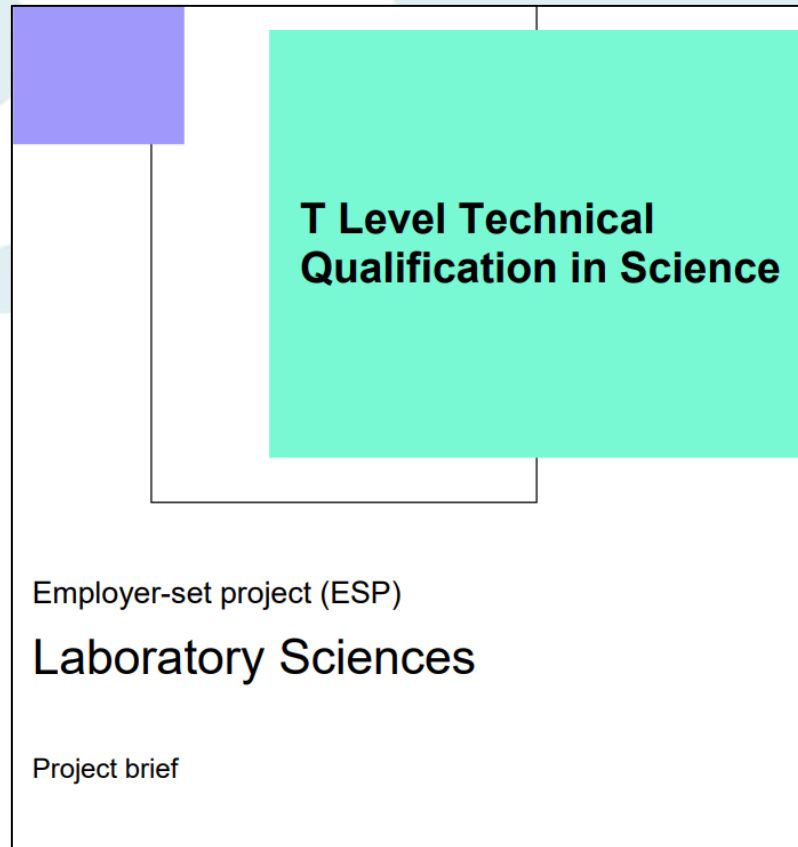 T Level Technical
Qualification in Science
Employer-set project (ESP)
Laboratory Sciences
Project brief